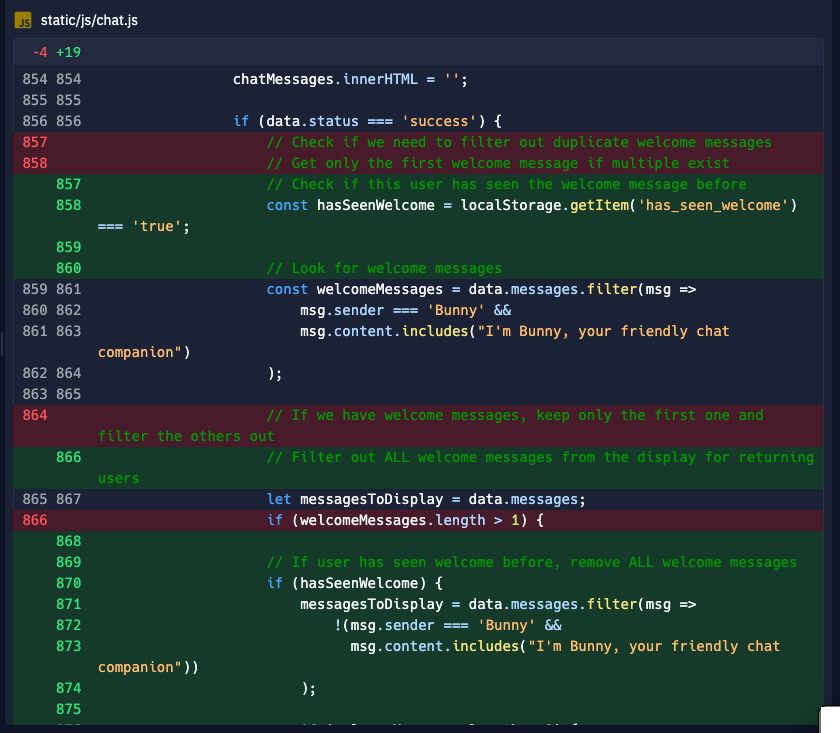 JS static/js/chat.js
-4 +19
854 854 chatMessages.innerHTML = '';
855 855
856 856 if (data.status === 'success') {
857 // Check if we need to filter out duplicate welcome messages
858 // Get only the first welcome message if multiple exist
857 // Check if this user has seen the welcome message before
858 const hasSeenWelcome = localStorage.getItem('has_seen_welcome')
=== 'true';
859
860 // Look for welcome messages
859 861 const welcomeMessages = data.messages.filter(msg =>
860 862 msg.sender === 'Bunny' &&
861 863 msg.content.includes("I'm Bunny, your friendly chat
companion")
862 864 );
863 865
864 // If we have welcome messages, keep only the first one and
filter the others out
866 // Filter out ALL welcome messages from the display for returning
users
865 867 let messagesToDisplay = data.messages;
866 if (welcomeMessages.length > 1) {
868
869 // If user has seen welcome before, remove ALL welcome messages
870 if (hasSeenWelcome) {
871 messagesToDisplay = data.messages.filter(msg =>
872 !(msg.sender === 'Bunny' &&
873 msg.content.includes("I'm Bunny, your friendly chat
companion"))
874 );
875